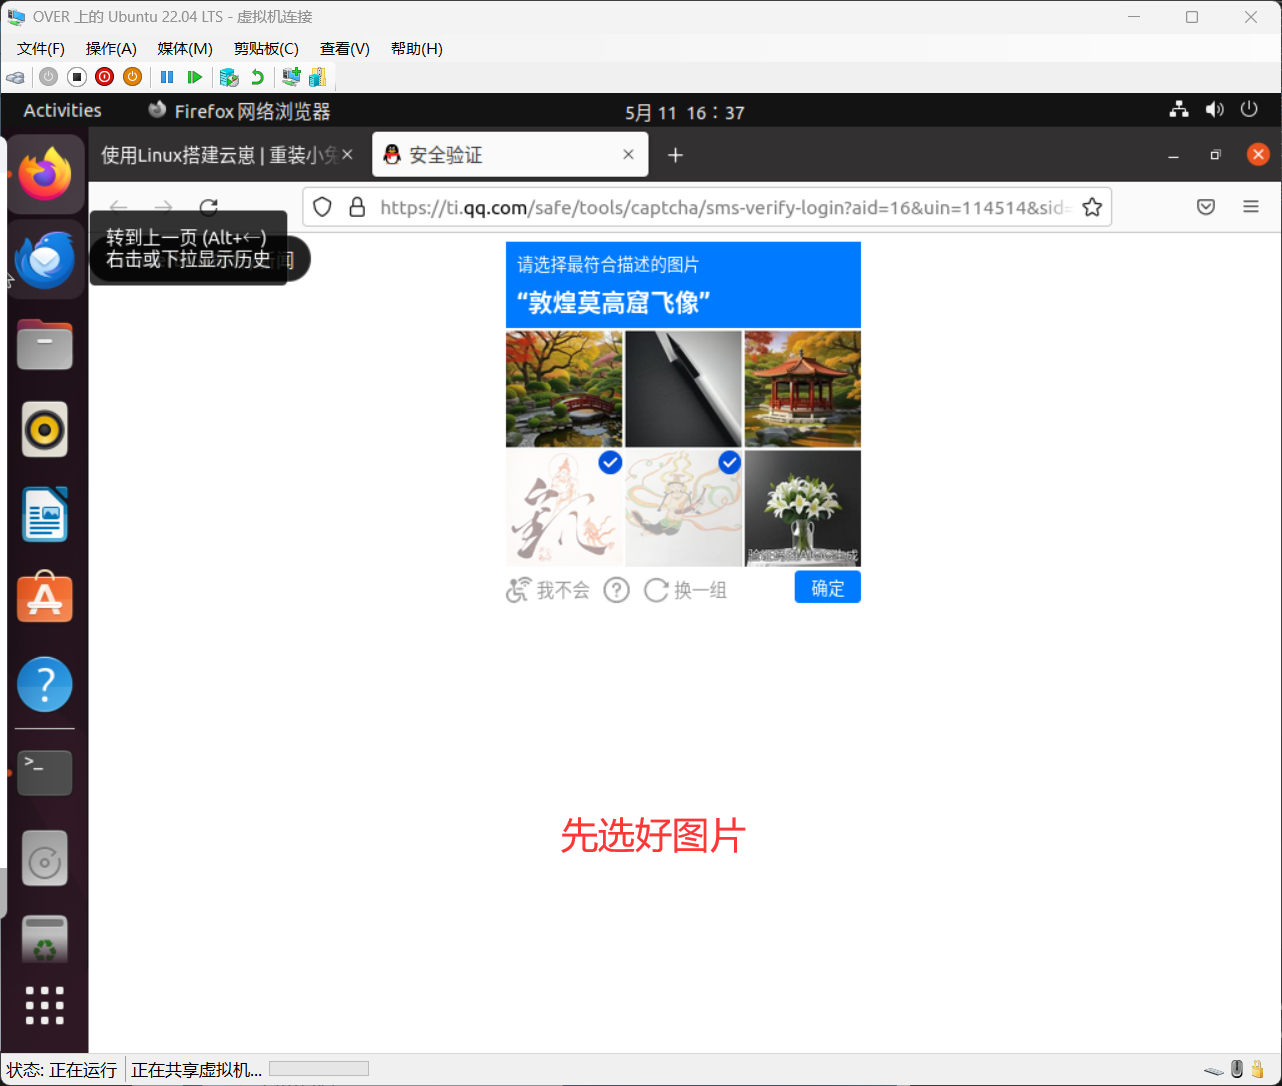 OVER 上的 Ubuntu 22.04 LTS - 虚拟机连接
文件(F) 操作(A) 媒体(M) 剪贴板(C) 查看(V) 帮助(H)
Activities Firefox 网络浏览器 5月 11 16：37
使用Linux搭建云崽 | 重装小兔 安全验证
https://ti.qq.com/safe/tools/captcha/sms-verify-login?aid=16&uin=114514&sid=
转到上一页 (Alt+←)
右击或下拉显示历史
请选择最符合描述的图片
“敦煌莫高窟飞像”
我不会 换一组 确定
先选好图片
状态: 正在运行 正在共享虚拟机...